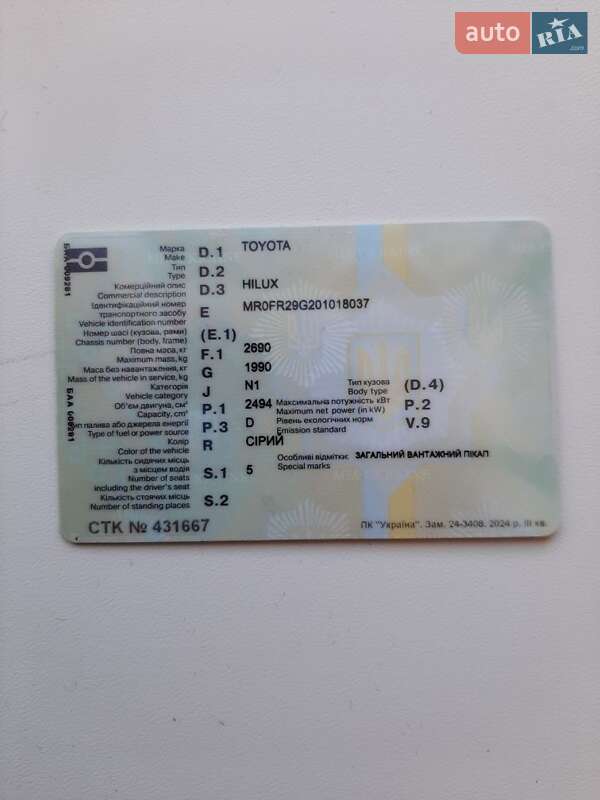 auto RIA .com
БИА 009291
БАА 009291
Марка D.1 TOYOTA
Make
Тип D.2
Type
Комерційний опис D.3 HILUX
Commercial description
Ідентифікаційний номер
транспортного засобу E MR0FR29G201018037
Vehicle identification number
Номер шасі (кузова, рами) (E.1)
Chassis number (body, frame)
Повна маса, кг F.1 2690
Maximum mass, kg
Маса без навантаження, кг G 1990
Mass of the vehicle in service, kg
Категорія J N1 Тип кузова (D.4)
Vehicle category Body type
Об'єм двигуна, см³ P.1 2494 Максимальна потужність кВт P.2
Capacity, cm³ Maximum net power (in kW)
Тип палива або джерела енергії P.3 D Рівень екологічних норм V.9
Type of fuel or power source Emission standard
Колір R СІРИЙ
Color of the vehicle
Особливі відмітки: ЗАГАЛЬНИЙ ВАНТАЖНИЙ ПІКАП
Special marks
Кількість сидячих місць
з місцем водія S.1 5
Number of seats
including the driver's seat
Кількість стоячих місць S.2
Number of standing places
СТК № 431667
ПК "Україна". Зам. 24-3408. 2024 р. III кв.